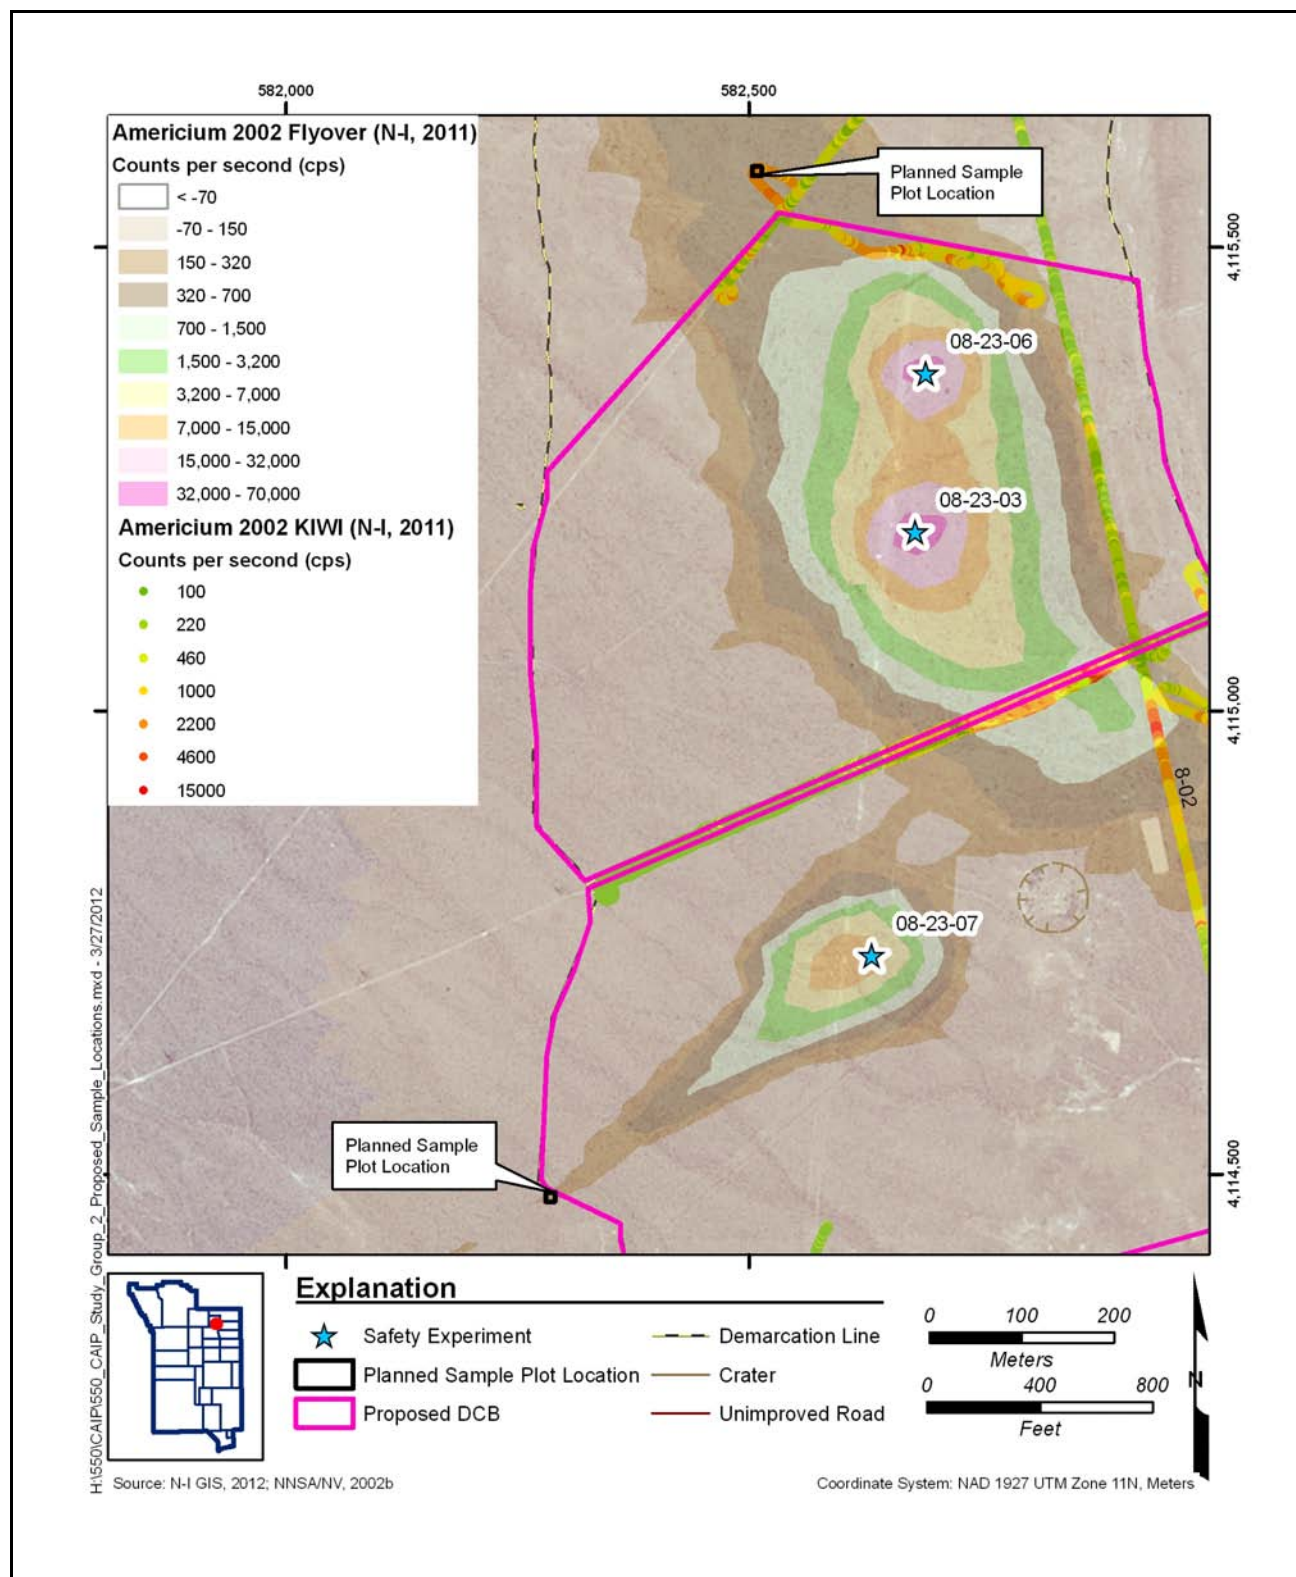 582,000
582,500
Americium 2002 Flyover (N-I, 2011)
Counts per second (cps)
< -70
-70 - 150
150 - 320
320 - 700
700 - 1,500
1,500 - 3,200
3,200 - 7,000
7,000 - 15,000
15,000 - 32,000
32,000 - 70,000
Americium 2002 KIWI (N-I, 2011)
Counts per second (cps)
100
220
460
1000
2200
4600
15000
Planned Sample
Plot Location
4,115,500
08-23-06
08-23-03
4,115,000
8-02
08-23-07
Planned Sample
Plot Location
4,114,500
H:\550\CAIP\550_CAIP_Study_Group_2_Proposed_Sample_Locations.mxd - 3/27/2012
Explanation
Safety Experiment
Planned Sample Plot Location
Proposed DCB
Demarcation Line
Crater
Unimproved Road
0 100 200
Meters
0 400 800
Feet
N
Source: N-I GIS, 2012; NNSA/NV, 2002b
Coordinate System: NAD 1927 UTM Zone 11N, Meters